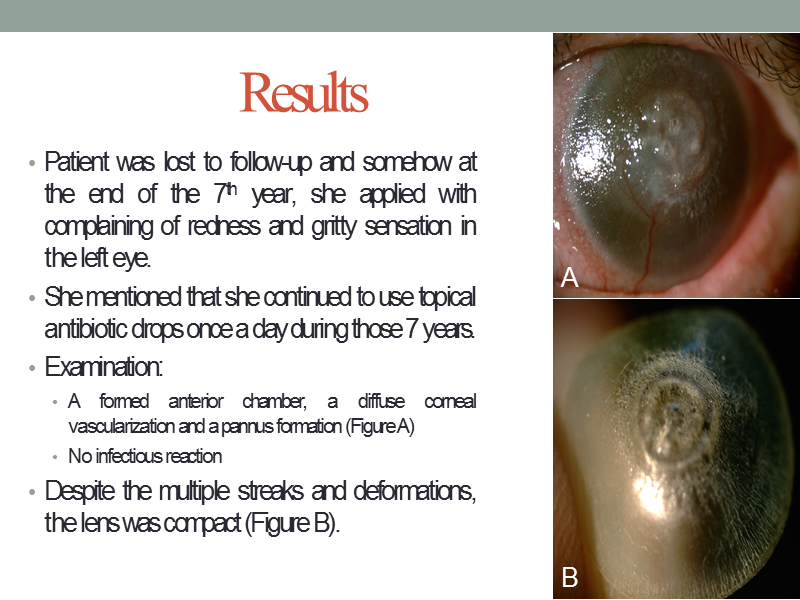 Results
• Patient was lost to follow-up and somehow at
the end of the 7th year, she applied with
complaining of redness and gritty sensation in
the left eye.
• She mentioned that she continued to use topical
antibiotic drops once a day during those 7 years.
• Examination:
• A formed anterior chamber, a diffuse corneal
vascularization and a pannus formation (Figure A)
• No infectious reaction
• Despite the multiple streaks and deformations,
the lens was compact (Figure B).
A
B